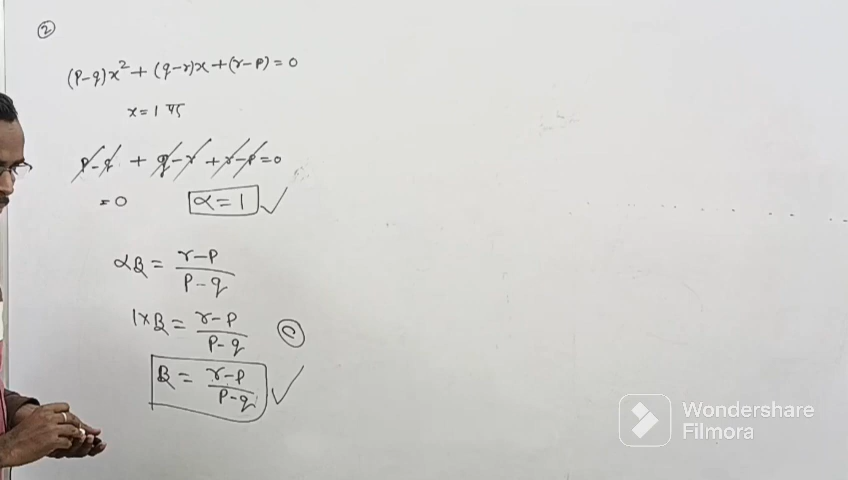 ②
(p-q)x² + (q-r)x + (r-p) = 0
x = 1 पर
p-q + q-r + r-p = 0
= 0 α = 1 ✓
αβ = r-p / p-q
1×β = r-p / p-q
β = r-p / p-q ✓
Wondershare
Filmora